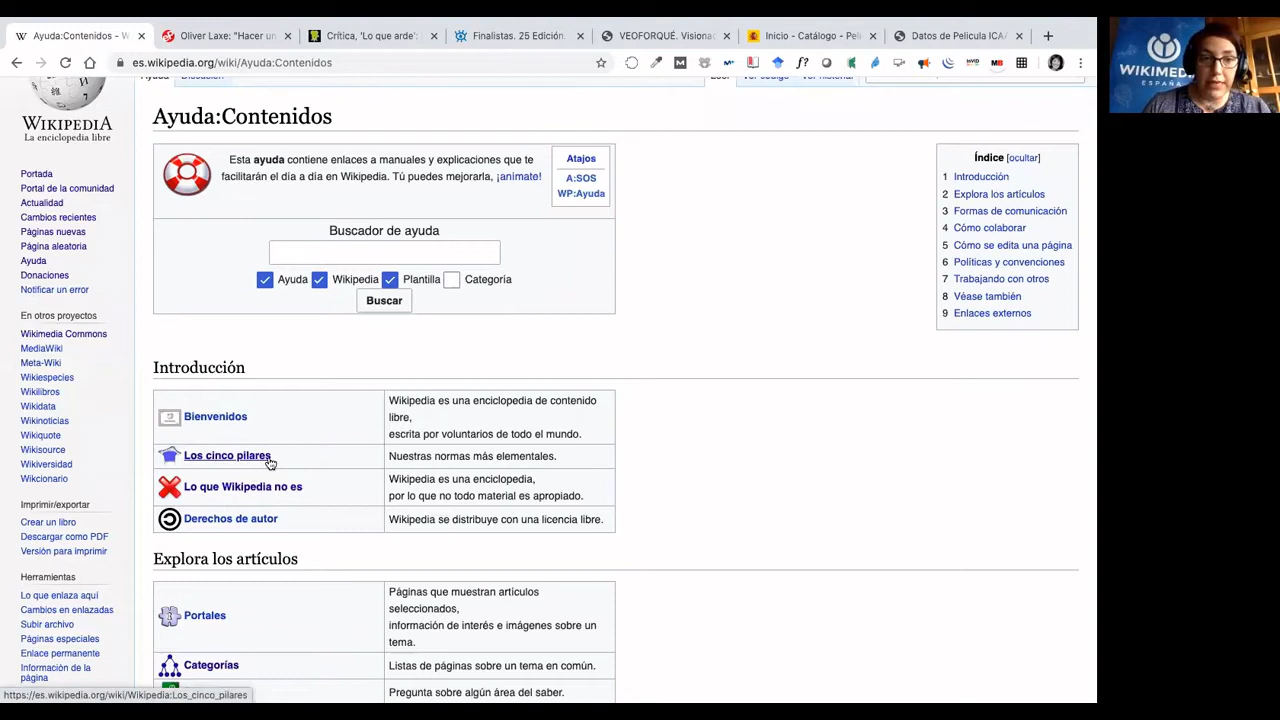 Ayuda:Contenidos - W
Oliver Laxe: "Hacer un
Crítica, 'Lo que arde':
Finalistas. 25 Edición.
VEOFORQUÉ. Visionac
Inicio - Catálogo - Pelí
Datos de Película ICAA
es.wikipedia.org/wiki/Ayuda:Contenidos
WIKIPEDIA
La enciclopedia libre
Portada
Portal de la comunidad
Actualidad
Cambios recientes
Páginas nuevas
Página aleatoria
Ayuda
Donaciones
Notificar un error
En otros proyectos
Wikimedia Commons
MediaWiki
Meta-Wiki
Wikiespecies
Wikilibros
Wikidata
Wikinoticias
Wikiquote
Wikisource
Wikiversidad
Wikcionario
Imprimir/exportar
Crear un libro
Descargar como PDF
Versión para imprimir
Herramientas
Lo que enlaza aquí
Cambios en enlazadas
Subir archivo
Páginas especiales
Enlace permanente
Información de la
página
Ayuda:Contenidos
Esta ayuda contiene enlaces a manuales y explicaciones que te
facilitarán el día a día en Wikipedia. Tú puedes mejorarla, ¡anímate!
Atajos
A:SOS
WP:Ayuda
Buscador de ayuda
Ayuda Wikipedia Plantilla Categoría
Buscar
Índice [ocultar]
1 Introducción
2 Explora los artículos
3 Formas de comunicación
4 Cómo colaborar
5 Cómo se edita una página
6 Políticas y convenciones
7 Trabajando con otros
8 Véase también
9 Enlaces externos
Introducción
Bienvenidos
Wikipedia es una enciclopedia de contenido
libre,
escrita por voluntarios de todo el mundo.
Los cinco pilares
Nuestras normas más elementales.
Lo que Wikipedia no es
Wikipedia es una enciclopedia,
por lo que no todo material es apropiado.
Derechos de autor
Wikipedia se distribuye con una licencia libre.
Explora los artículos
Portales
Páginas que muestran artículos
seleccionados,
información de interés e imágenes sobre un
tema.
Categorías
Listas de páginas sobre un tema en común.
Pregunta sobre algún área del saber.
https://es.wikipedia.org/wiki/Wikipedia:Los_cinco_pilares
WIKIMEDI
ESPAÑA